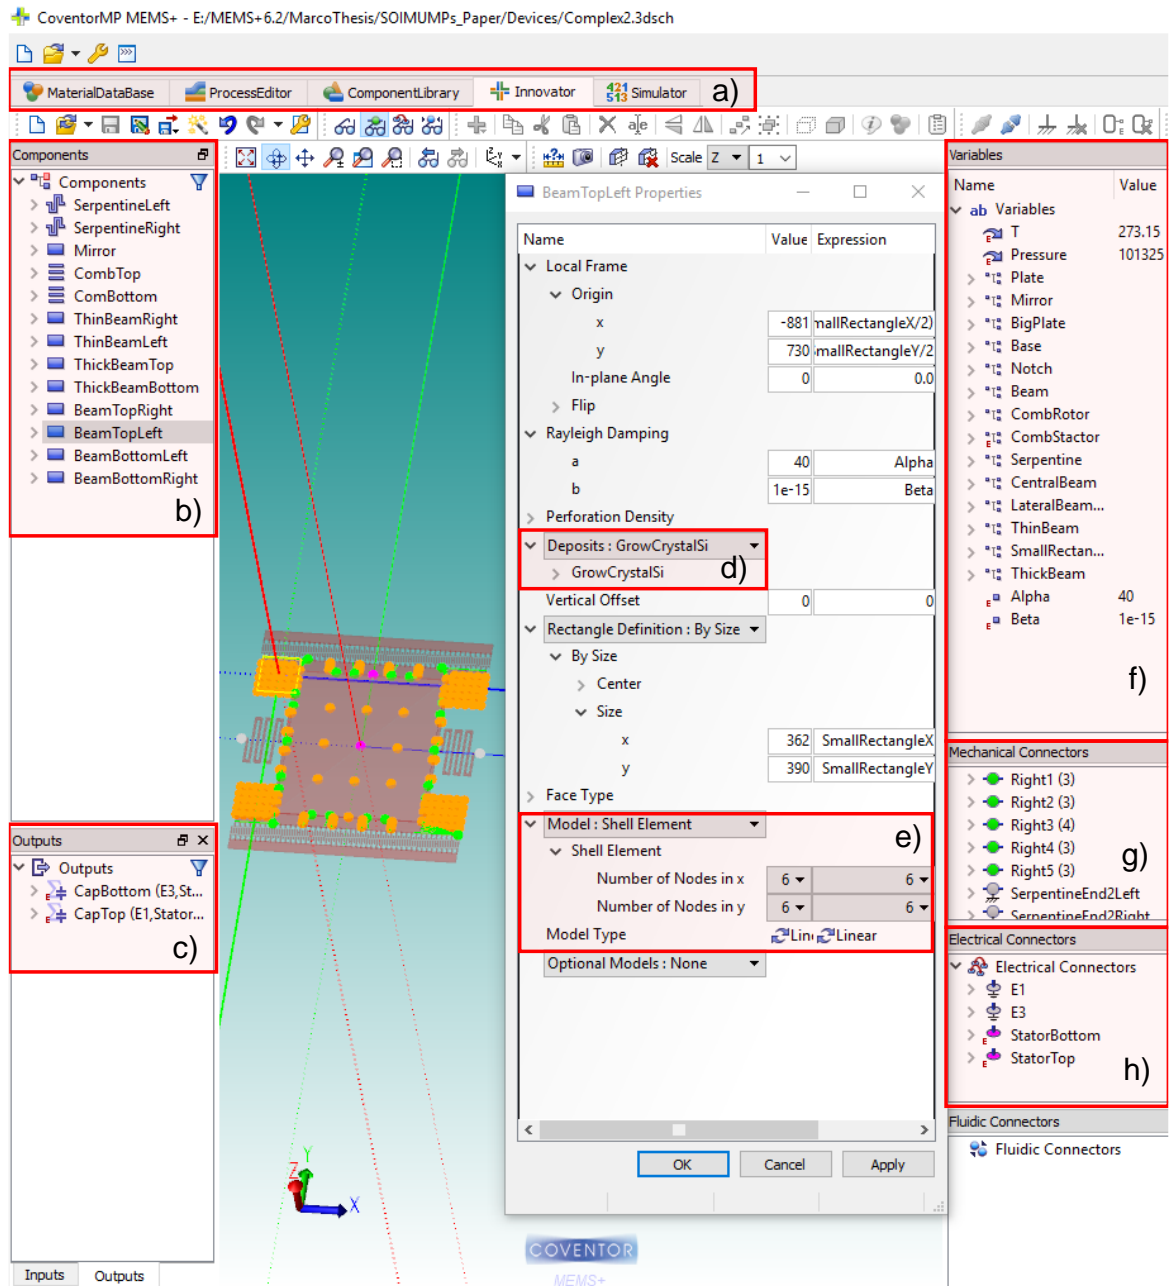 CoventorMP MEMS+ - E:/MEMS+6.2/MarcoThesis/SOIMUMPs_Paper/Devices/Complex2.3dsch
MaterialDataBase ProcessEditor ComponentLibrary Innovator Simulator a)
Scale Z 1
Components
Components
SerpentineLeft
SerpentineRight
Mirror
CombTop
ComBottom
ThinBeamRight
ThinBeamLeft
ThickBeamTop
ThickBeamBottom
BeamTopRight
BeamTopLeft
BeamBottomLeft
BeamBottomRight
b)
Outputs
Outputs
CapBottom (E3,St...
CapTop (E1,Stator...
c)
Inputs Outputs
Z Y X
COVENTOR
MEMS+
BeamTopLeft Properties
Name Value Expression
Local Frame
Origin
x -881 mallRectangleX/2)
y 730 mallRectangleY/2
In-plane Angle 0 0.0
Flip
Rayleigh Damping
a 40 Alpha
b 1e-15 Beta
Perforation Density
Deposits : GrowCrystalSi
GrowCrystalSi d)
Vertical Offset 0 0
Rectangle Definition : By Size
By Size
Center
Size
x 362 SmallRectangleX
y 390 SmallRectangleY
Face Type
Model : Shell Element e)
Shell Element
Number of Nodes in x 6 6
Number of Nodes in y 6 6
Model Type Lin Linear
Optional Models : None
OK Cancel Apply
Variables
Name Value
ab Variables
T 273.15
Pressure 101325
Plate
Mirror
BigPlate
Base
Notch
Beam
CombRotor
CombStactor
Serpentine
CentralBeam
LateralBeam...
ThinBeam
SmallRectan...
ThickBeam
Alpha 40
Beta 1e-15
f)
Mechanical Connectors
Right1 (3)
Right2 (3)
Right3 (4)
Right4 (3)
Right5 (3)
g)
SerpentineEnd2Left
SerpentineEnd2Right
Electrical Connectors
Electrical Connectors
E1
E3
StatorBottom
StatorTop
h)
Fluidic Connectors
Fluidic Connectors